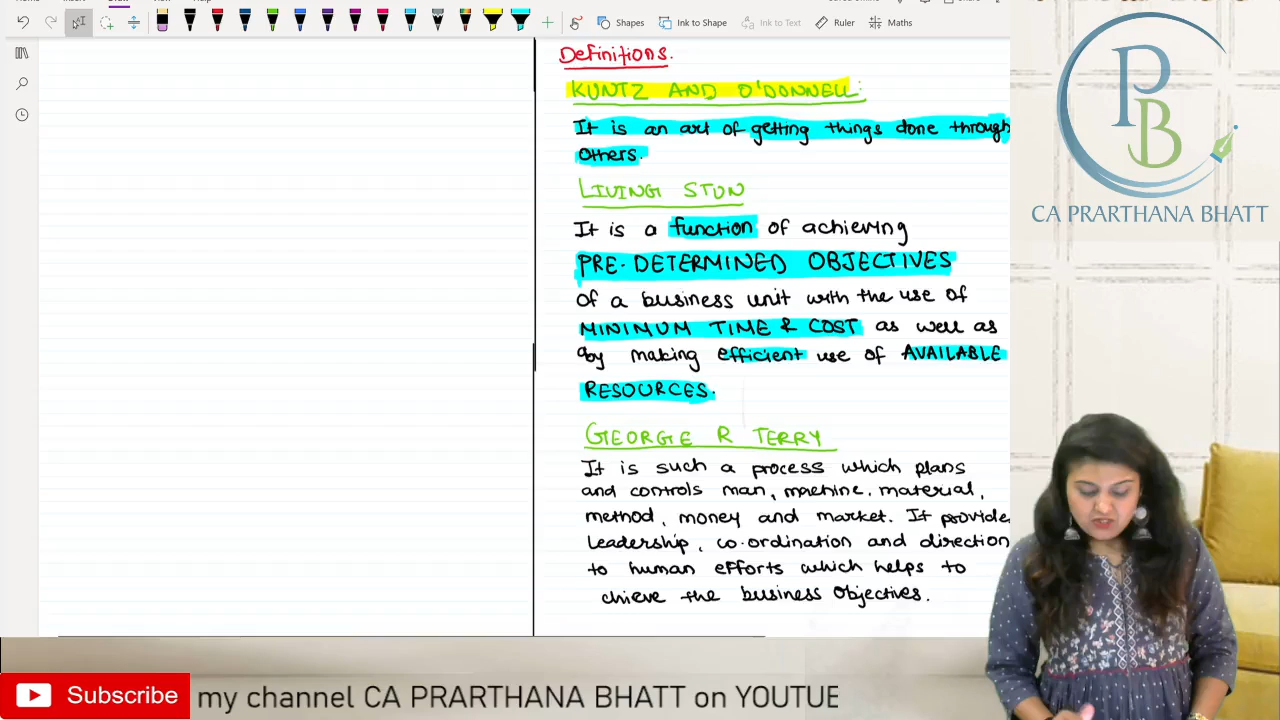 Shapes
Ink to Shape
Ink to Text
Ruler
Maths
Definitions.
KUNTZ AND O'DONNELL:
It is an art of getting things done through
others.
LIVING STON
It is a function of achieving
PRE-DETERMINED OBJECTIVES
of a business unit with the use of
MINIMUM TIME & COST as well as
by making efficient use of AVAILABLE
RESOURCES.
GEORGE R TERRY
It is such a process which plans
and controls man, machine, material,
method, money and market. It provides
leadership, co-ordination and direction
to human efforts which helps to
chieve the business objectives.
PB
CA PRARTHANA BHATT
Subscribe my channel CA PRARTHANA BHATT on YOUTUE